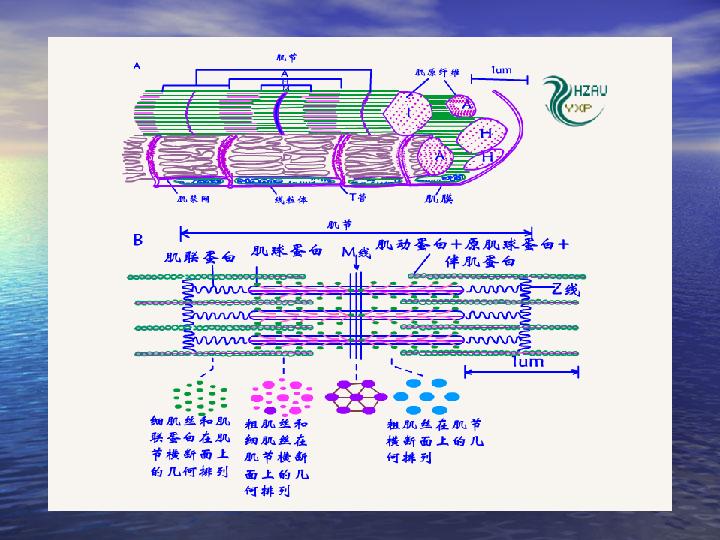 肌节
A
A
肌原纤维
1um
HZAU
YXP
I
A
H
A
H
肌浆网
线粒体
T管
肌膜
肌节
B
肌联蛋白
肌球蛋白
M线
肌动蛋白+原肌球蛋白+
伴肌蛋白
Z线
1um
细肌丝和肌
联蛋白在肌
节横断面上
的几何排列
粗肌丝和
细肌丝在
肌节横断
面上的几
何排列
粗肌丝在肌节
横断面上的几
何排列